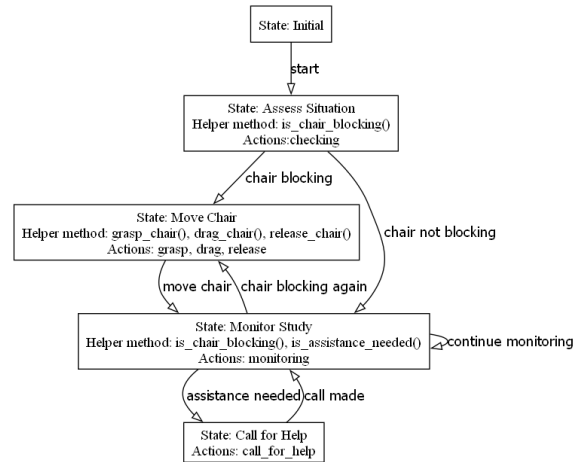 State: Initial
start
State: Assess Situation
Helper method: is_chair_blocking()
Actions:checking
chair blocking
State: Move Chair
Helper method: grasp_chair(), drag_chair(), release_chair()
Actions: grasp, drag, release
chair not blocking
move chair
chair blocking again
State: Monitor Study
Helper method: is_chair_blocking(), is_assistance_needed()
Actions: monitoring
continue monitoring
assistance needed
call made
State: Call for Help
Actions: call_for_help